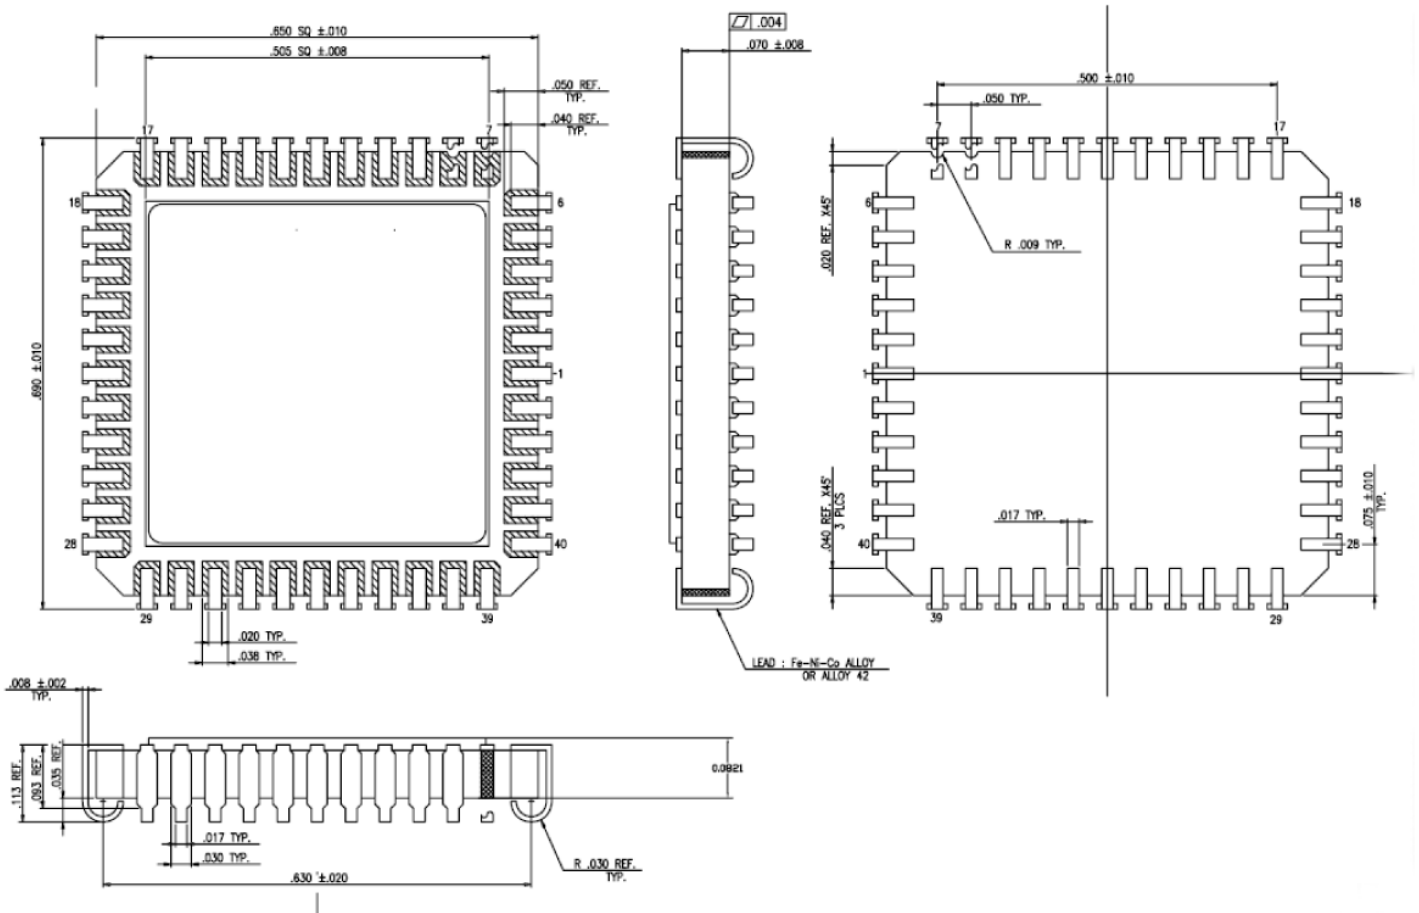 .650 SQ ±.010
.505 SQ ±.008
.050 REF.
TYP.
.040 REF.
TYP.
17
7
18
6
.690 ±.010
-1
28
40
29
39
.020 TYP.
.038 TYP.
.004
.070 ±.008
LEAD : Fe-Ni-Co ALLOY
OR ALLOY 42
.500 ±.010
.050 TYP.
7
17
6
18
.020 REF. X45°
R .009 TYP.
1
.040 REF. X45°
3 PLCS
.017 TYP.
.075 ±.010
TYP.
40
28
39
29
.008 ±.002
TYP.
.113 REF.
.093 REF.
.035 REF.
0.0821
.017 TYP.
.030 TYP.
R .030 REF.
TYP.
.630 ±.020